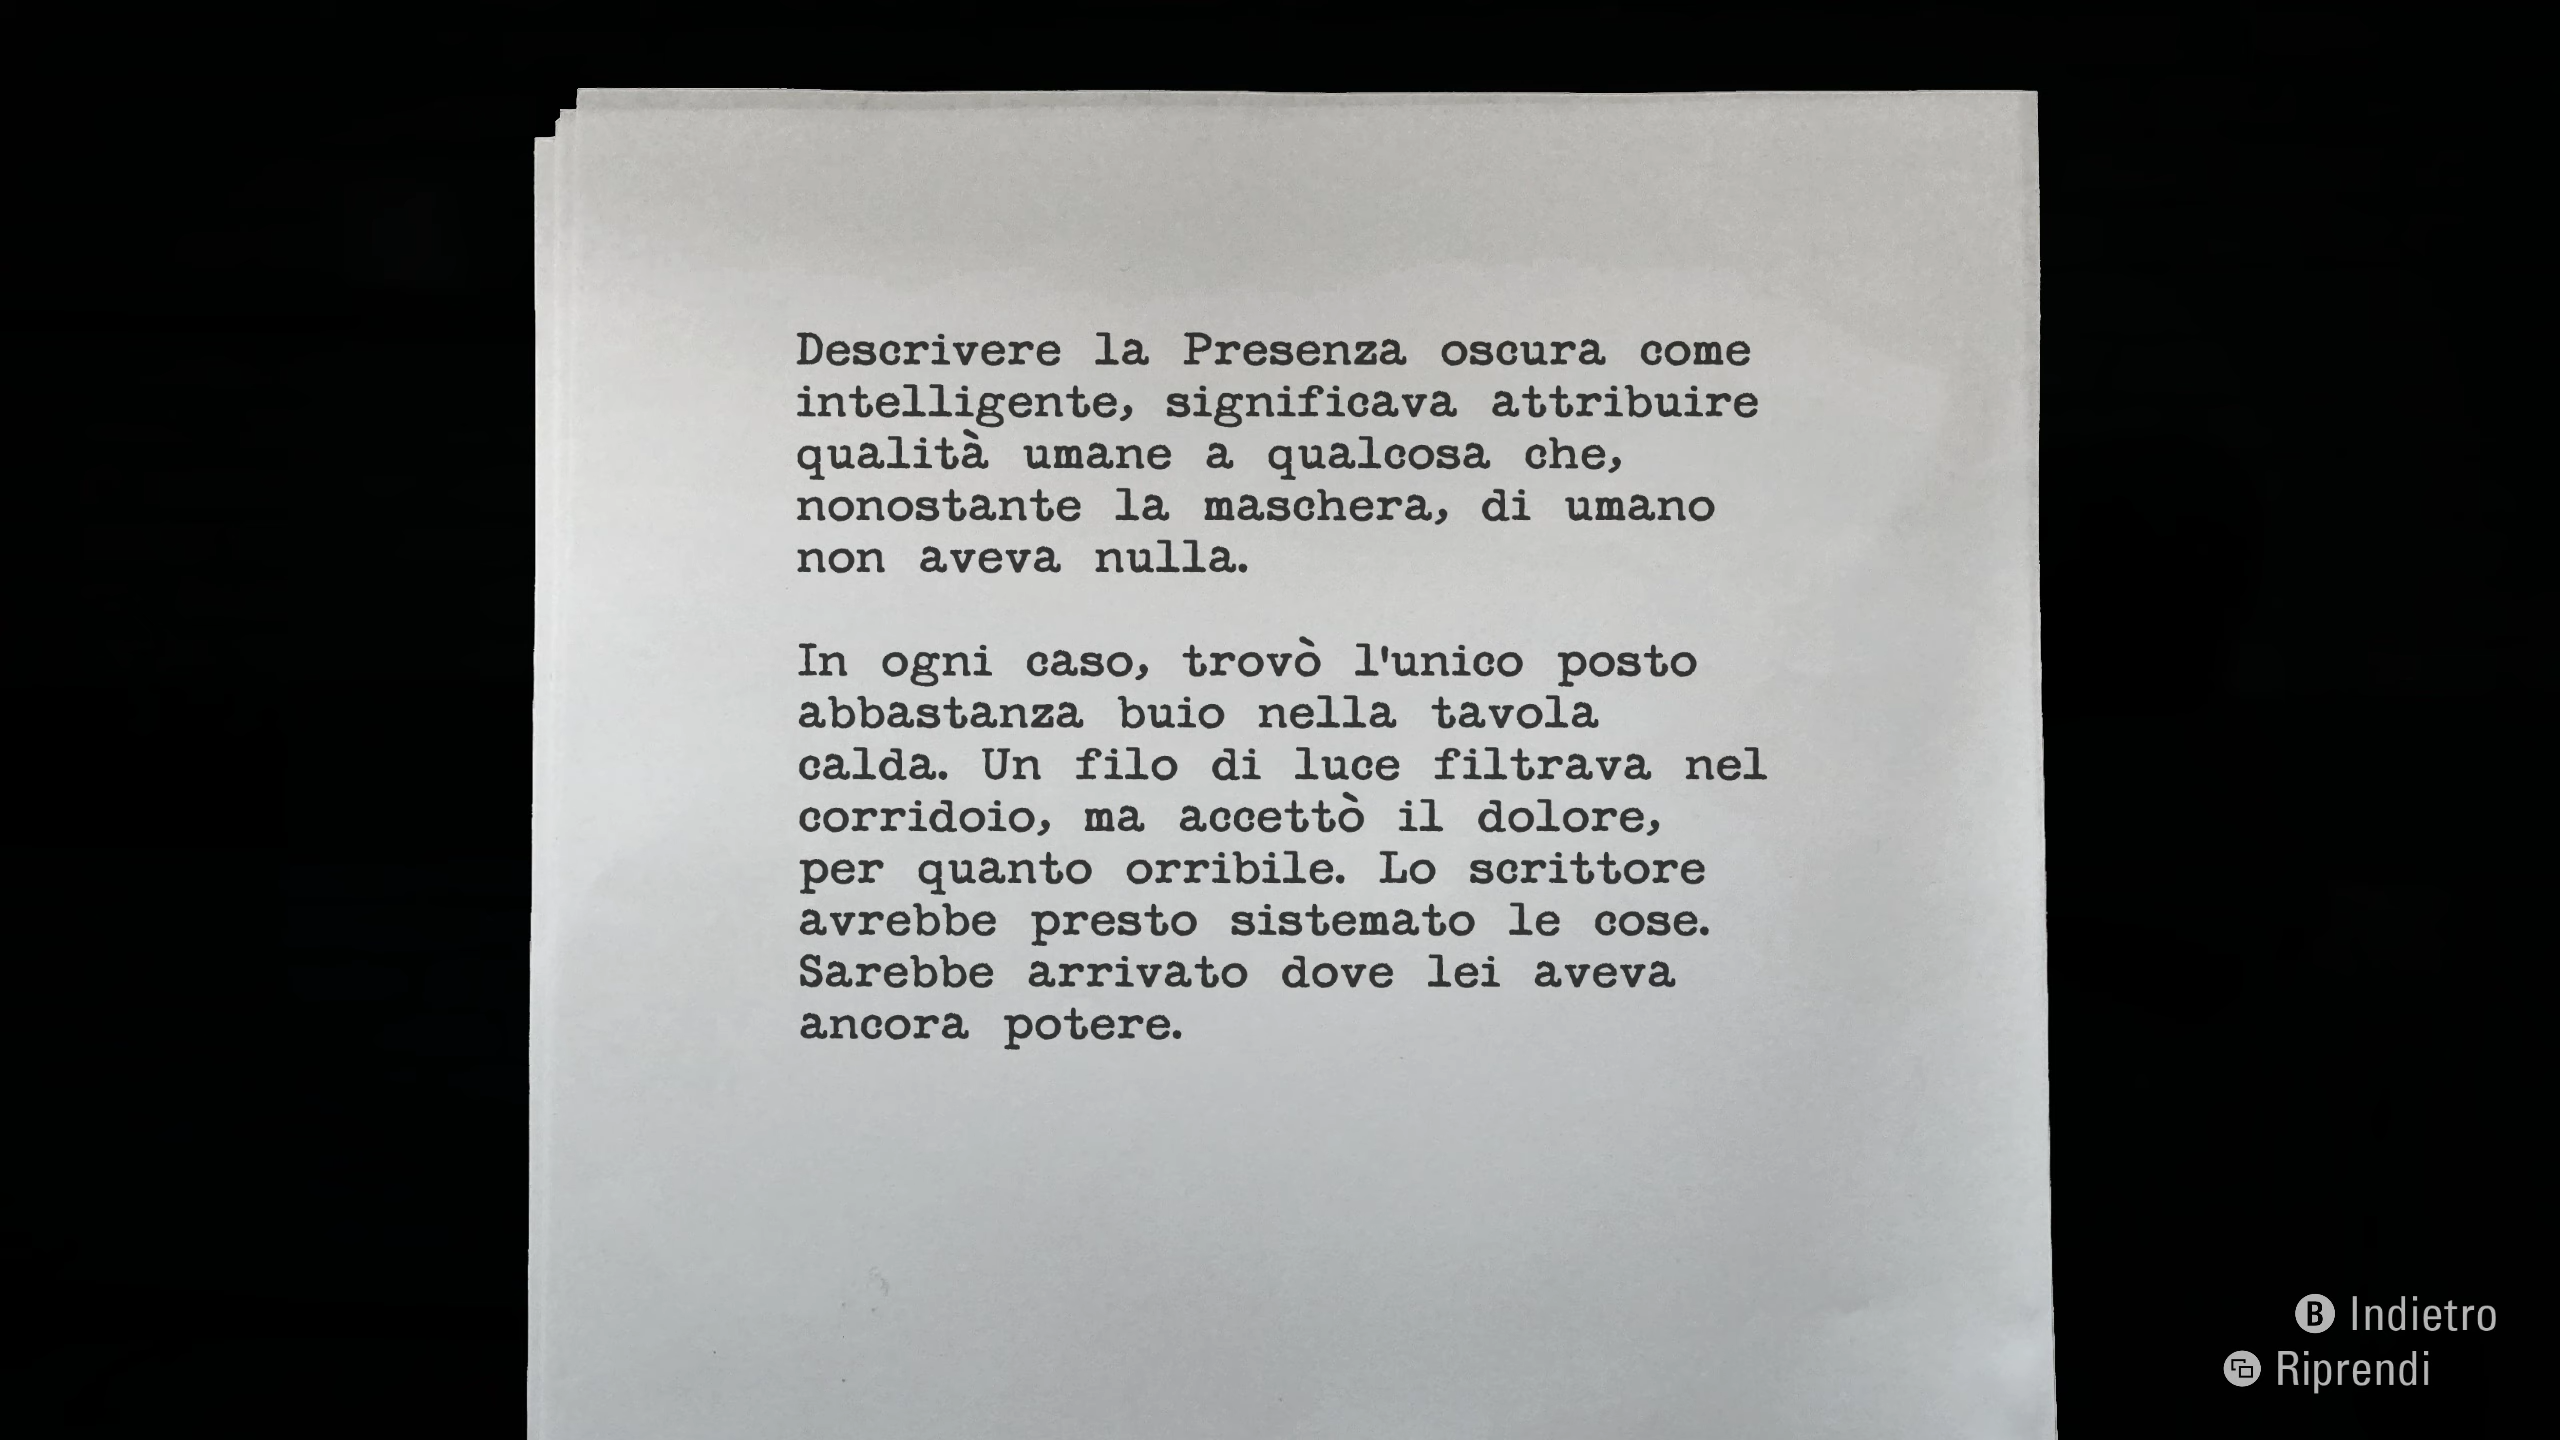 Descrivere la Presenza oscura come
intelligente, significava attribuire
qualità umane a qualcosa che,
nonostante la maschera, di umano
non aveva nulla.
In ogni caso, trovò l'unico posto
abbastanza buio nella tavola
calda. Un filo di luce filtrava nel
corridoio, ma accettò il dolore,
per quanto orribile. Lo scrittore
avrebbe presto sistemato le cose.
Sarebbe arrivato dove lei aveva
ancora potere.
B Indietro
Riprendi